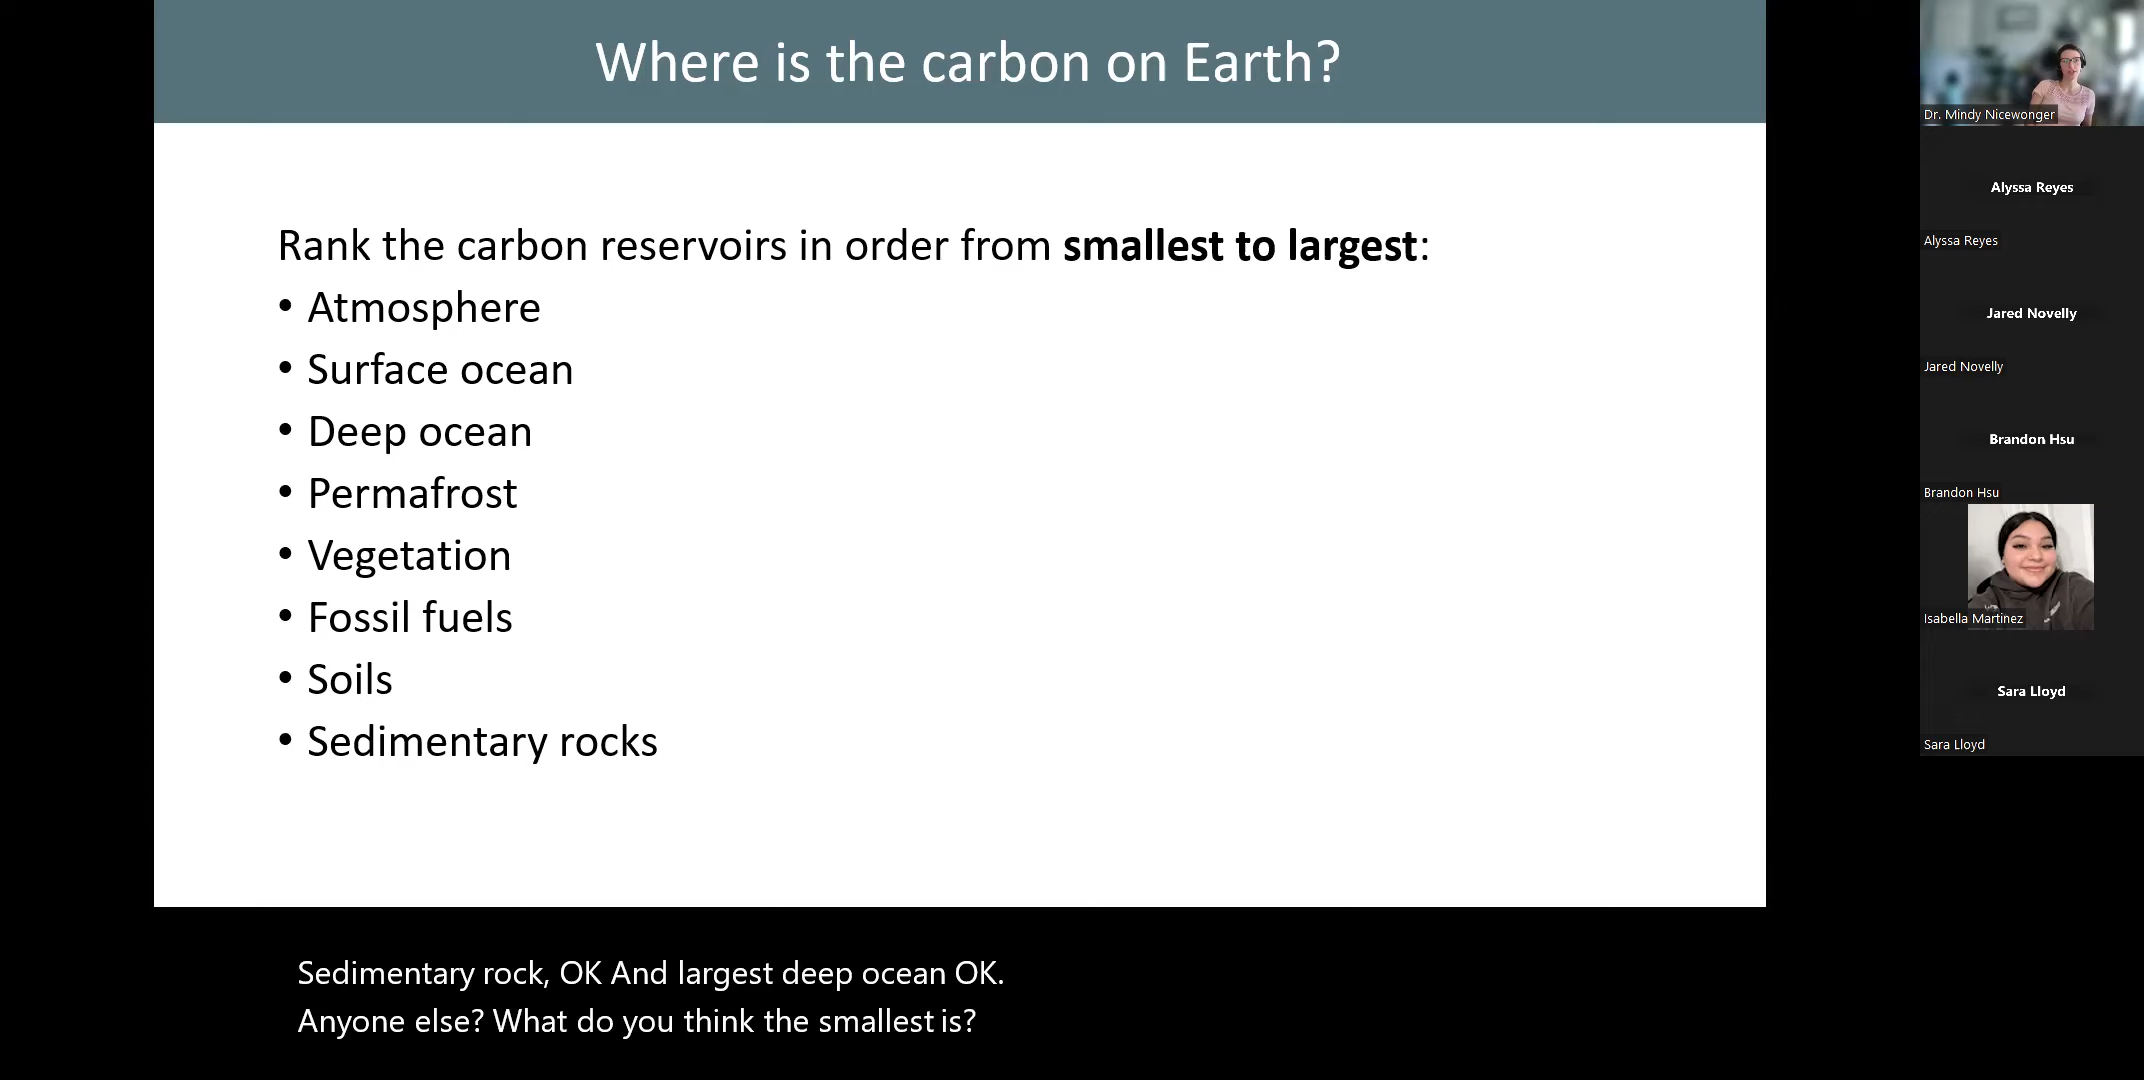 Where is the carbon on Earth?
Rank the carbon reservoirs in order from smallest to largest:
• Atmosphere
• Surface ocean
• Deep ocean
• Permafrost
• Vegetation
• Fossil fuels
• Soils
• Sedimentary rocks
Sedimentary rock, OK And largest deep ocean OK.
Anyone else? What do you think the smallest is?
Dr. Mindy Nicewonger
Alyssa Reyes
Alyssa Reyes
Jared Novelly
Jared Novelly
Brandon Hsu
Brandon Hsu
Isabella Martinez
Sara Lloyd
Sara Lloyd